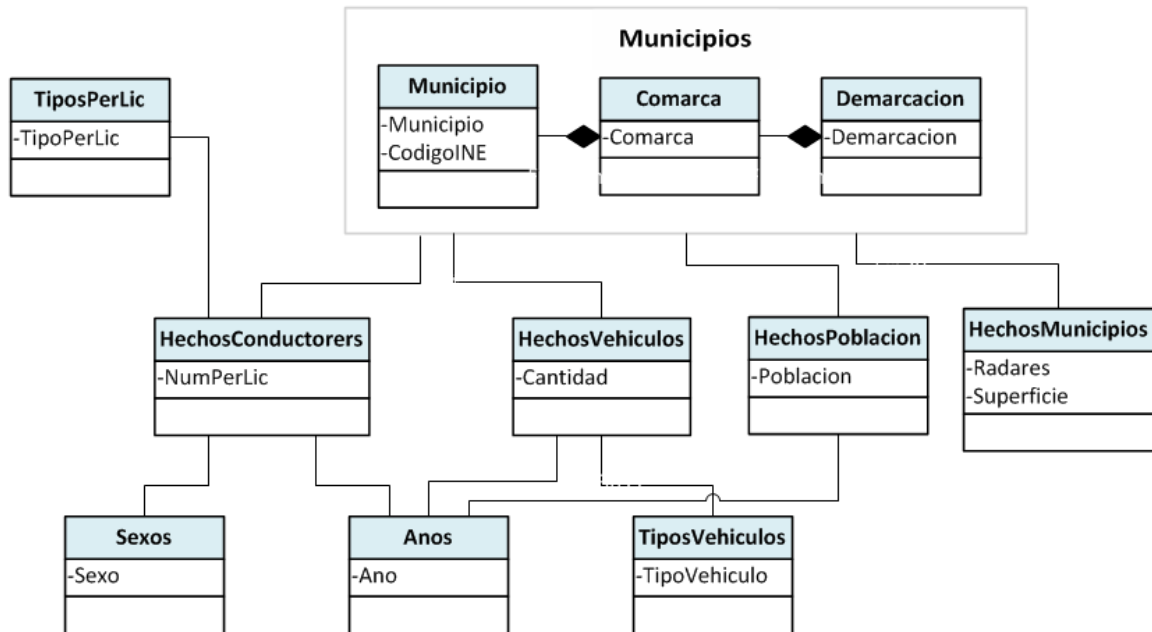 Municipios
TiposPerLic
-TipoPerLic
Municipio
-Municipio
-CodigoINE
Comarca
-Comarca
Demarcacion
-Demarcacion
HechosConductorers
-NumPerLic
HechosVehiculos
-Cantidad
HechosPoblacion
-Poblacion
HechosMunicipios
-Radares
-Superficie
Sexos
-Sexo
Anos
-Ano
TiposVehiculos
-TipoVehiculo